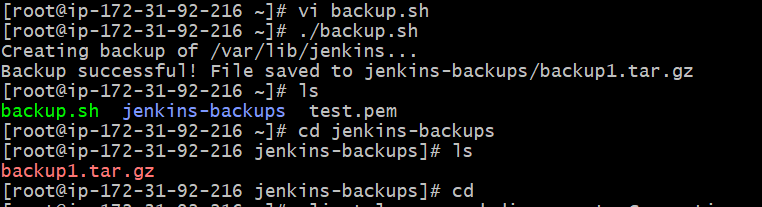 [root@ip-172-31-92-216 ~]# vi backup.sh
[root@ip-172-31-92-216 ~]# ./backup.sh
Creating backup of /var/lib/jenkins...
Backup successful! File saved to jenkins-backups/backup1.tar.gz
[root@ip-172-31-92-216 ~]# ls
backup.sh  jenkins-backups  test.pem
[root@ip-172-31-92-216 ~]# cd jenkins-backups
[root@ip-172-31-92-216 jenkins-backups]# ls
backup1.tar.gz
[root@ip-172-31-92-216 jenkins-backups]# cd